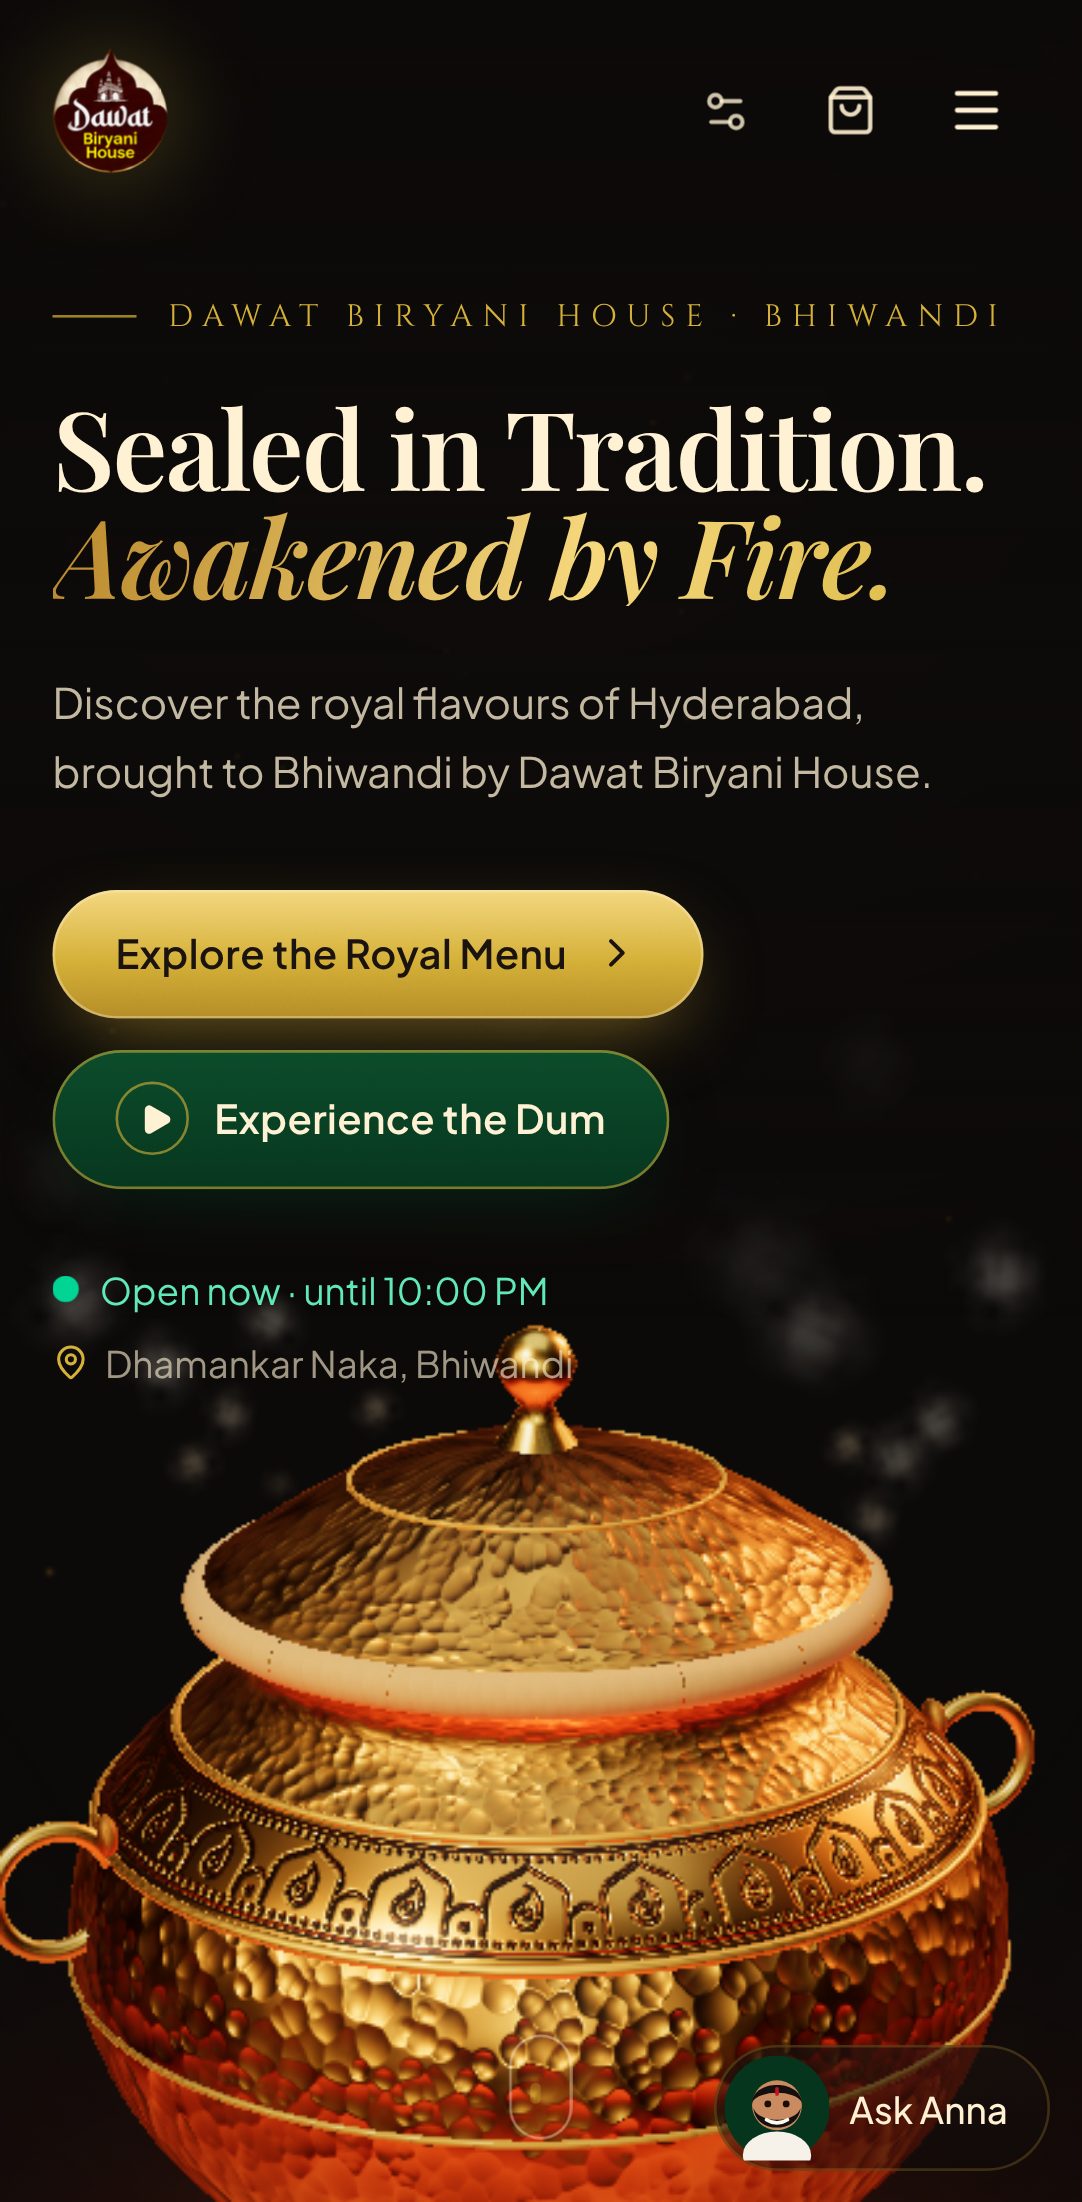 Dawat
Biryani
House
DAWAT BIRYANI HOUSE · BHIWANDI
Sealed in Tradition.
Awakened by Fire.
Discover the royal flavours of Hyderabad,
brought to Bhiwandi by Dawat Biryani House.
Explore the Royal Menu
Experience the Dum
Open now · until 10:00 PM
Dhamankar Naka, Bhiwandi
Ask Anna